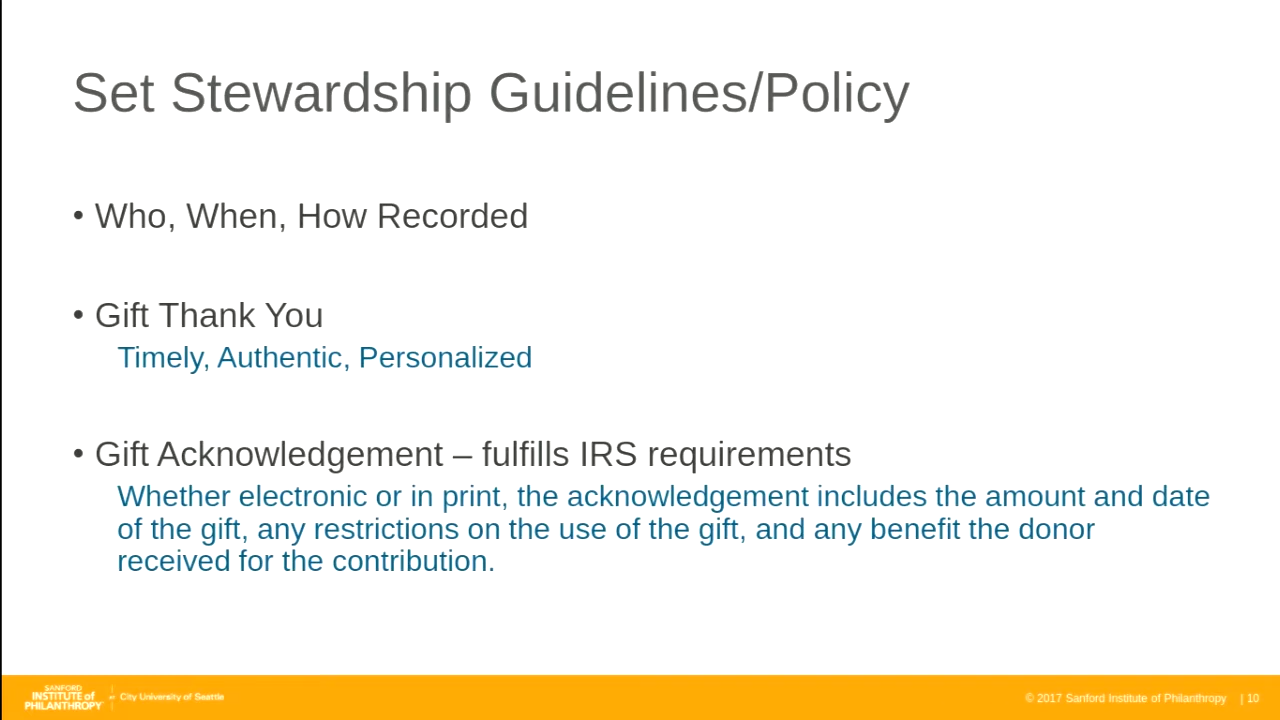 Set Stewardship Guidelines/Policy
• Who, When, How Recorded
• Gift Thank You
Timely, Authentic, Personalized
• Gift Acknowledgement – fulfills IRS requirements
Whether electronic or in print, the acknowledgement includes the amount and date
of the gift, any restrictions on the use of the gift, and any benefit the donor
received for the contribution.
SANFORD
INSTITUTE of
PHILANTHROPY
at
City University of Seattle
© 2017 Sanford Institute of Philanthropy | 10